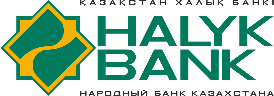 ҚАЗАҚСТАН ХАЛЫҚ БАНКІ
HALYK
BANK
НАРОДНЫЙ БАНК КАЗАХСТАНА